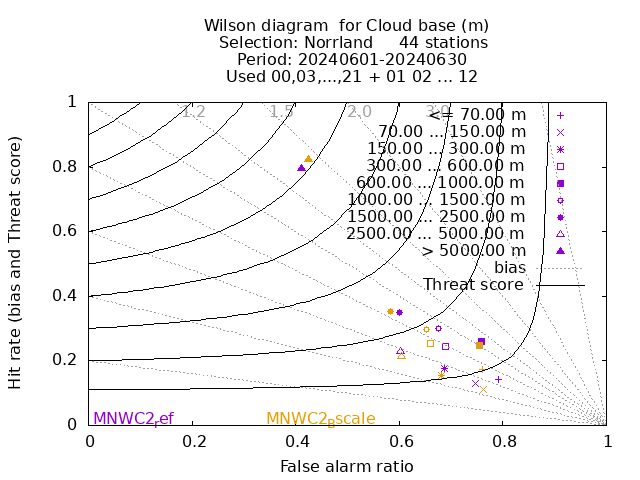 Wilson diagram  for Cloud base (m)
Selection: Norrland     44 stations
Period: 20240601-20240630
Used 00,03,...,21 + 01 02 ... 12
Hit rate (bias and Threat score)
1
0.8
0.6
0.4
0.2
0
1.2
1.5
2.0
3.0
<= 70.00 m
70.00 ... 150.00 m
150.00 ... 300.00 m
300.00 ... 600.00 m
600.00 ... 1000.00 m
1000.00 ... 1500.00 m
1500.00 ... 2500.00 m
2500.00 ... 5000.00 m
> 5000.00 m
bias
Threat score
MNWC2ref
MNWC2Bscale
0 0.2 0.4 0.6 0.8 1
False alarm ratio